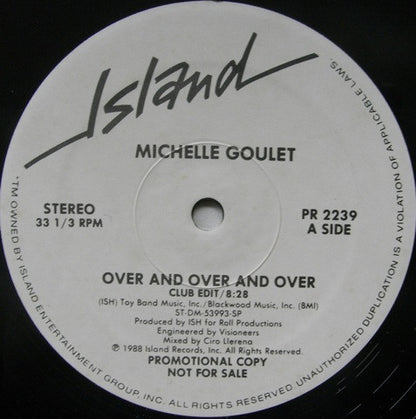 Island
MICHELLE GOULET
STEREO
33 1/3 RPM
PR 2239
A SIDE
OVER AND OVER AND OVER
CLUB EDIT/8:28
(ISH) Toy Band Music, Inc./Blackwood Music, Inc. (BMI)
ST-DM-53993-SP
Produced by ISH for Roll Productions
Engineered by Visioneers
Mixed by Ciro Llerena
℗ 1988 Island Records, Inc. All Rights Reserved.
PROMOTIONAL COPY
NOT FOR SALE
"TM OWNED BY ISLAND ENTERTAINMENT GROUP, INC. ALL RIGHTS RESERVED UNAUTHORIZED DUPLICATION IS A VIOLATION OF APPLICABLE LAWS.